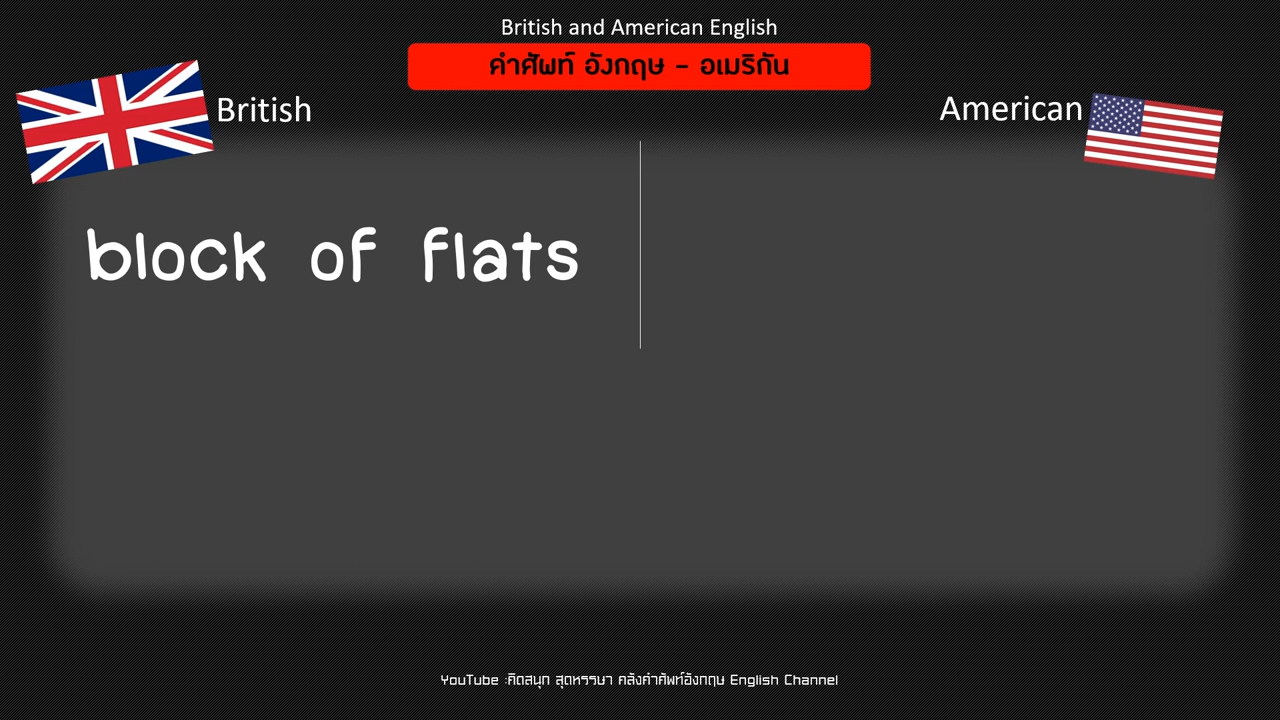 British and American English
คำศัพท์ อังกฤษ - อเมริกัน
British
American
block of flats
YouTube :คิดสนุก สุดหรรษา คลังคำศัพท์อังกฤษ English Channel